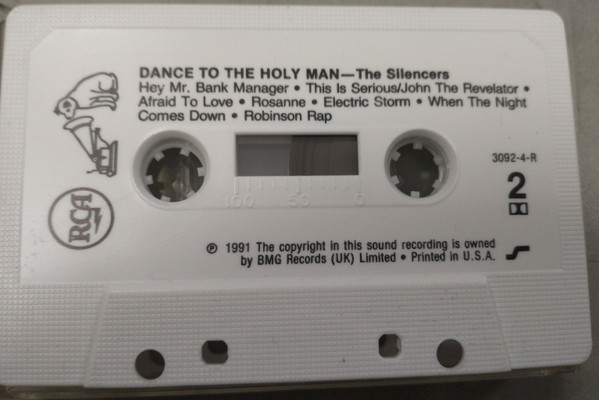 DANCE TO THE HOLY MAN—The Silencers
Hey Mr. Bank Manager • This Is Serious/John The Revelator •
Afraid To Love • Rosanne • Electric Storm • When The Night
Comes Down • Robinson Rap
3092-4-R
2
100 50 0
RCA
℗ 1991 The copyright in this sound recording is owned
by BMG Records (UK) Limited • Printed in U.S.A.